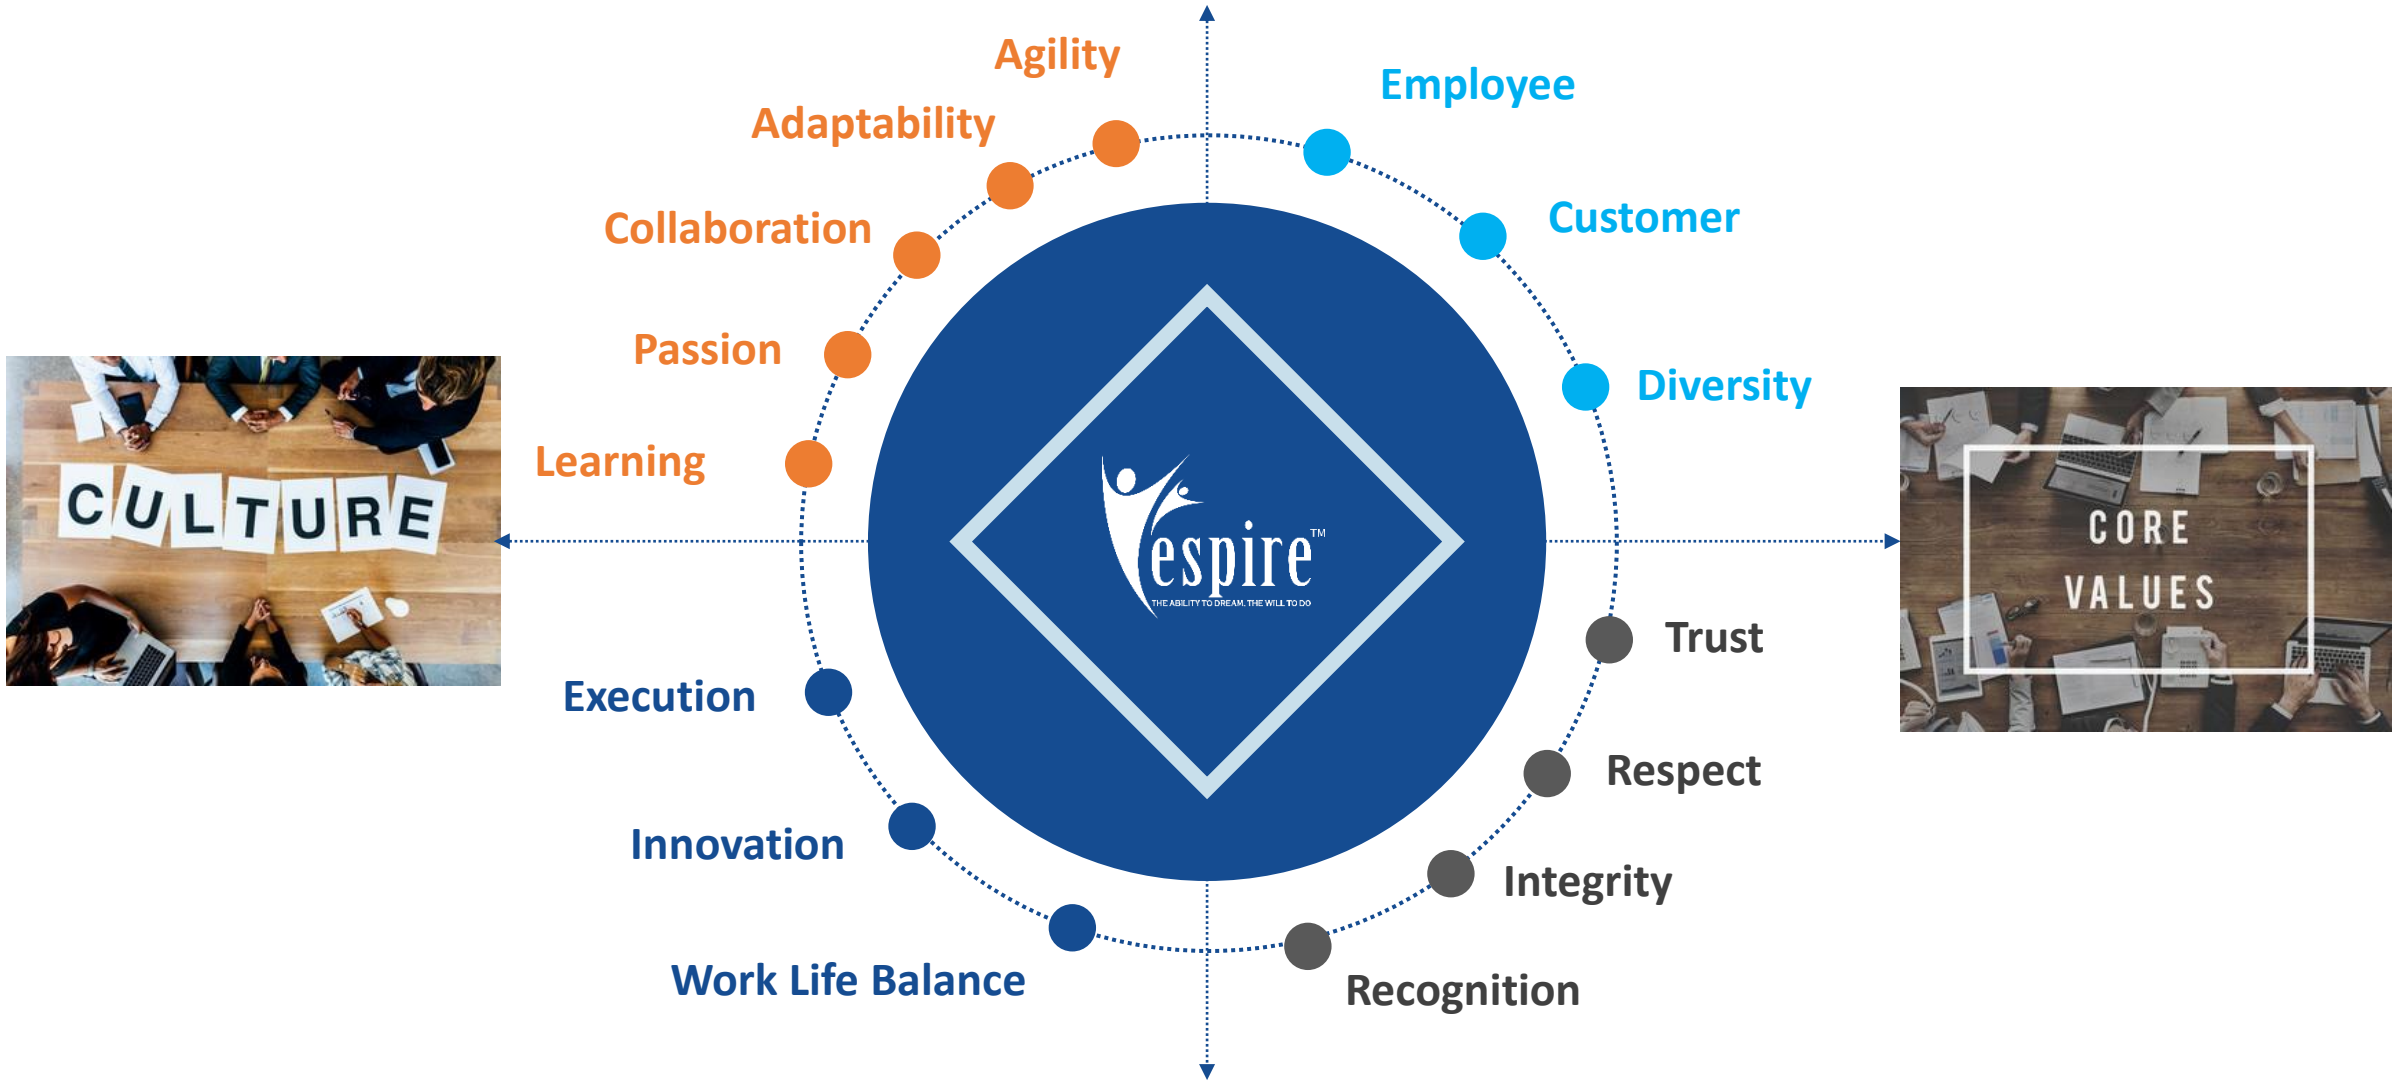 Agility
Adaptability
Collaboration
Passion
Learning
Employee
Customer
Diversity
CULTURE
espire™
THE ABILITY TO DREAM. THE WILL TO DO
CORE
VALUES
Execution
Innovation
Work Life Balance
Trust
Respect
Integrity
Recognition